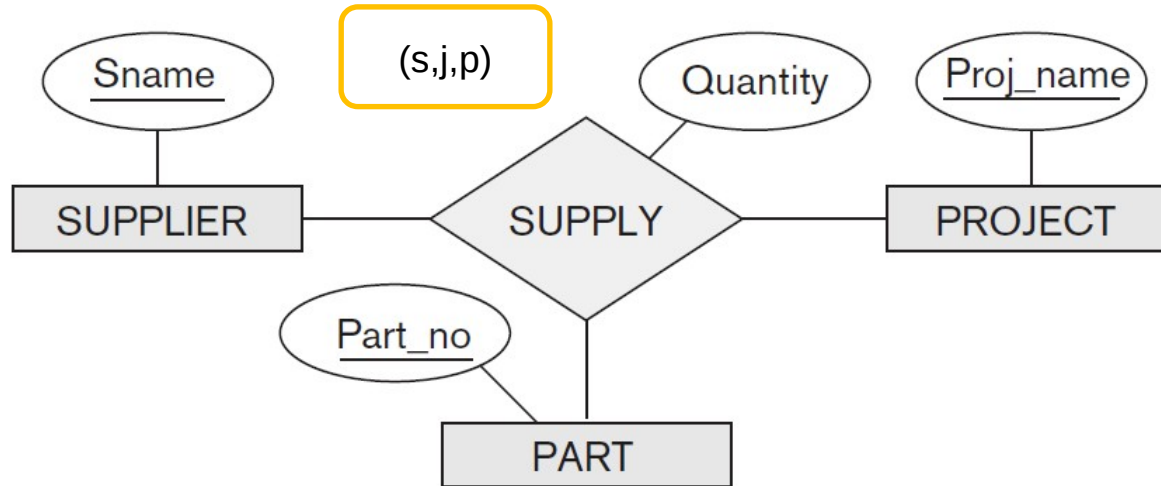 (s,j,p)
Sname
Quantity
Proj_name
SUPPLIER
SUPPLY
PROJECT
Part_no
PART